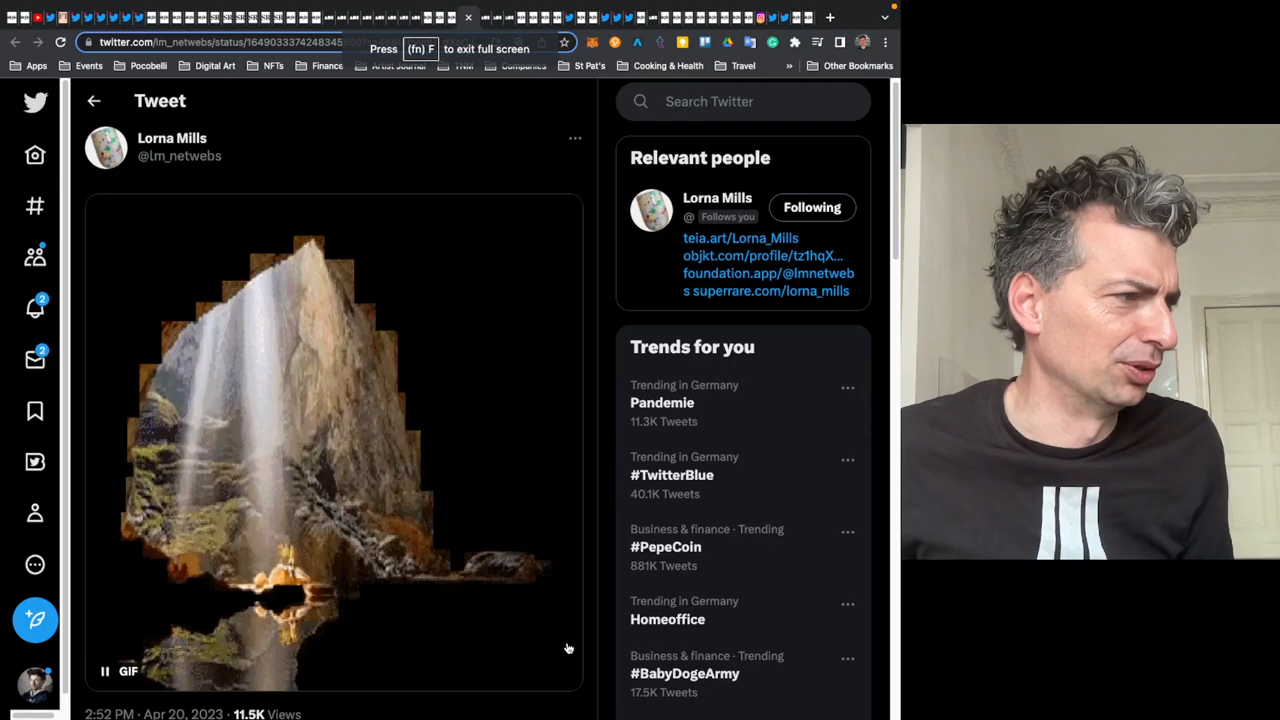 twitter.com/lm_netwebs/status/1649033374248345
Press (fn) F to exit full screen
Apps
Events
Pocobelli
Digital Art
NFTs
Finance
Artist Journal
TNM
Companies
St Pat's
Cooking & Health
Travel
»
Other Bookmarks
Tweet
Search Twitter
Lorna Mills
@lm_netwebs
Relevant people
Lorna Mills
@
Follows you
Following
teia.art/Lorna_Mills
objkt.com/profile/tz1hqX...
foundation.app/@lmnetweb
s superrare.com/lorna_mills
Trends for you
Trending in Germany
Pandemie
11.3K Tweets
Trending in Germany
#TwitterBlue
40.1K Tweets
Business & finance · Trending
#PepeCoin
881K Tweets
Trending in Germany
Homeoffice
Business & finance · Trending
#BabyDogeArmy
17.5K Tweets
2
2
GIF
2:52 PM · Apr 20, 2023 · 11.5K Views